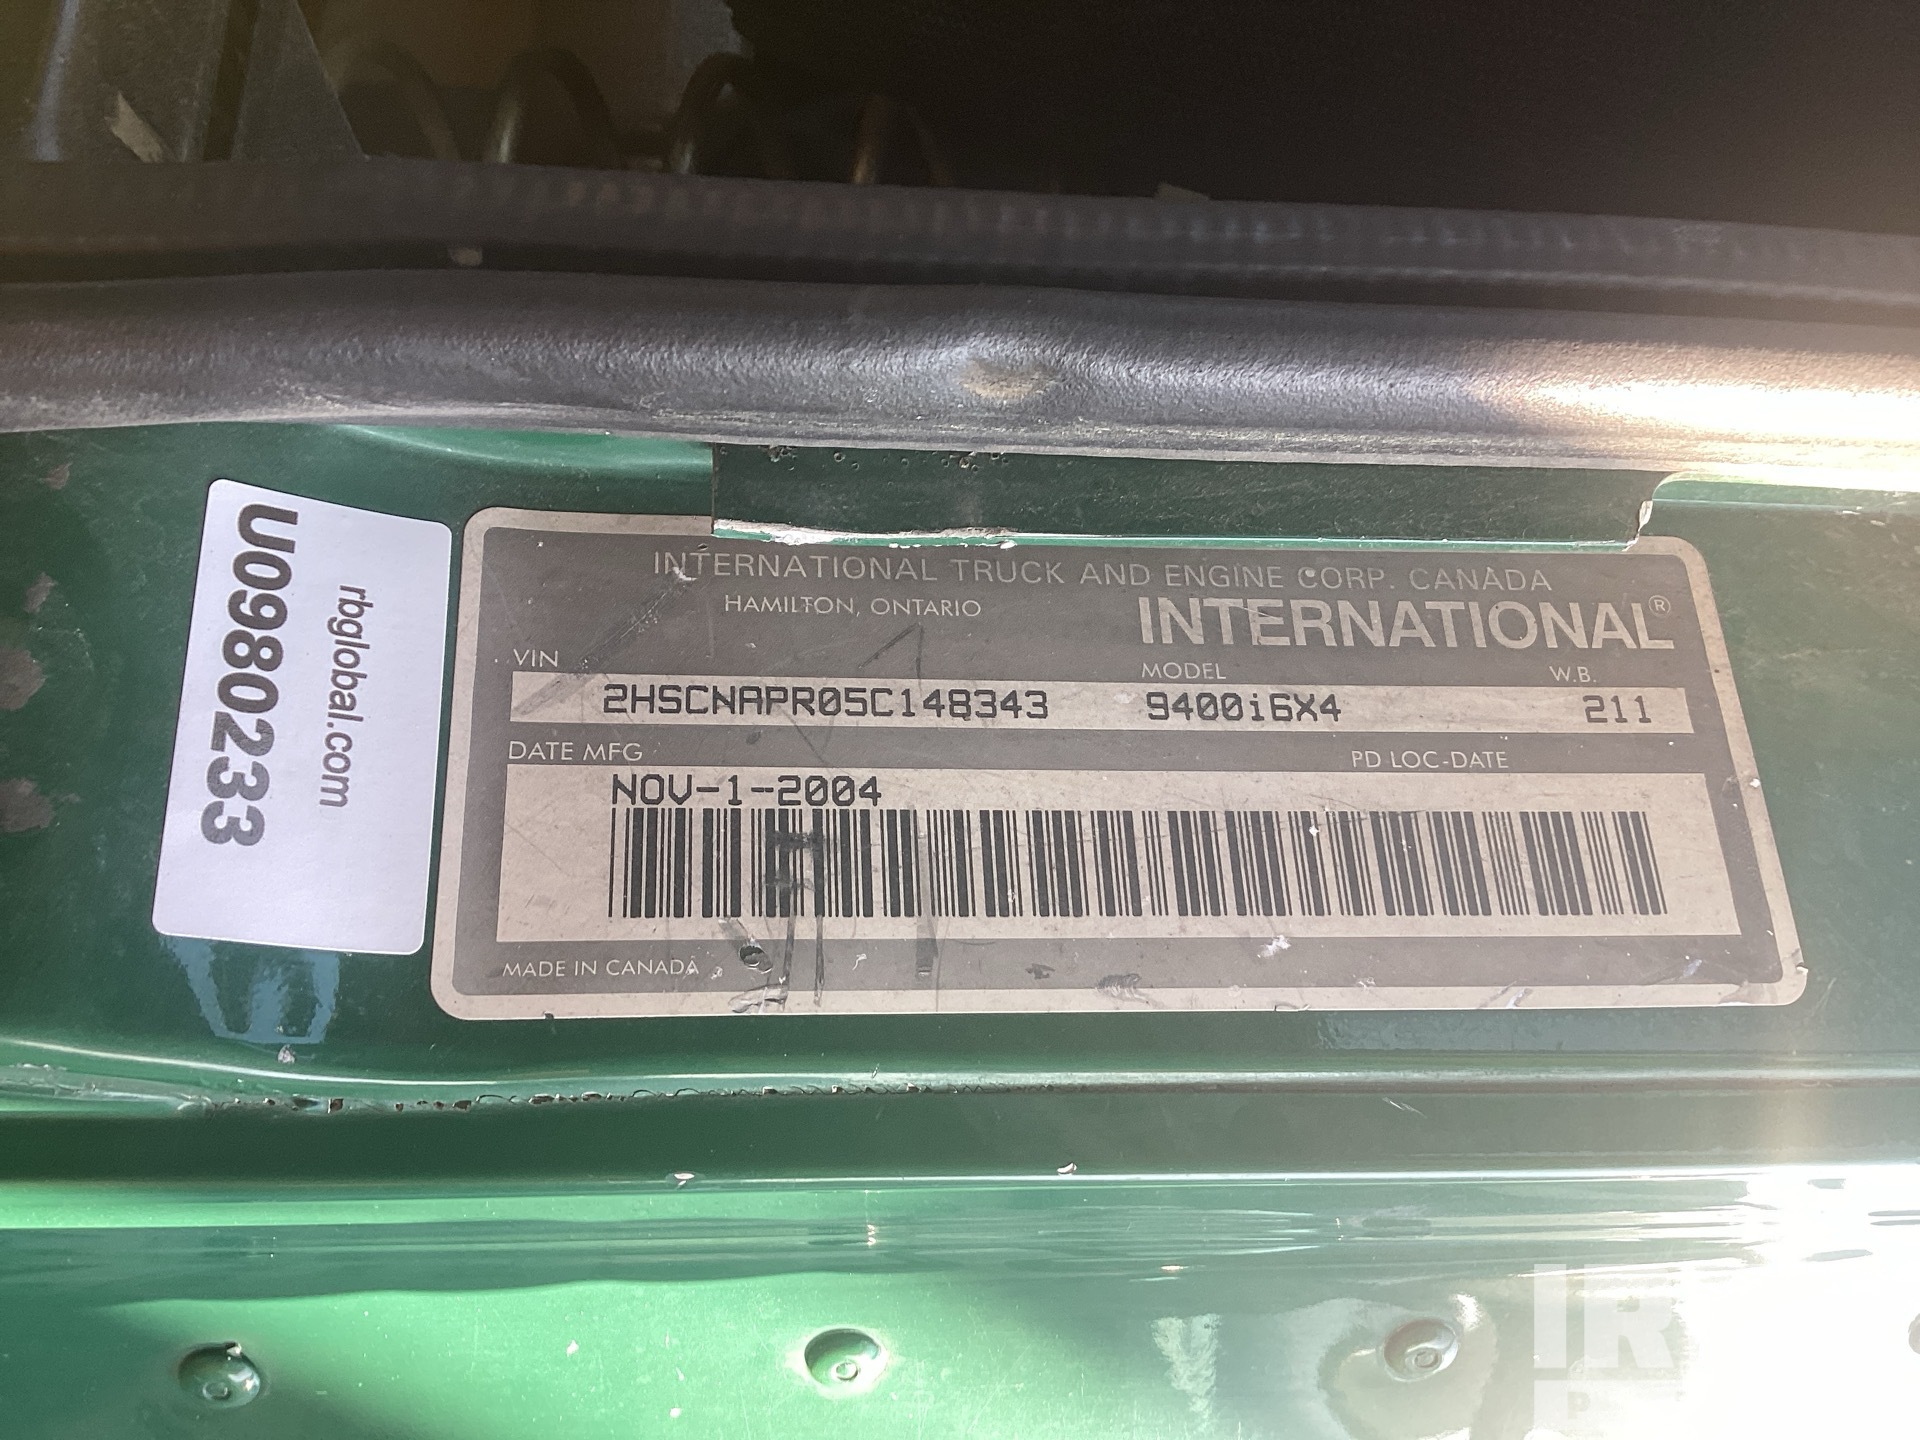 U0980233
rbglobal.com
INTERNATIONAL TRUCK AND ENGINE CORP. CANADA
HAMILTON, ONTARIO
INTERNATIONAL®
VIN MODEL W.B.
2HSCNAPR05C148343 9400i6X4 211
DATE MFG PD LOC-DATE
NOV-1-2004
MADE IN CANADA